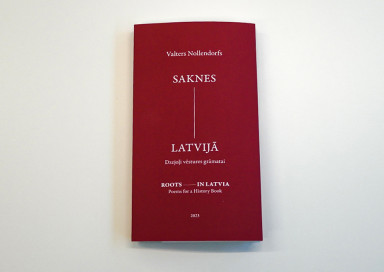 Valters Nollendorfs
SAKNES
LATVIJĀ
Dzejoļi vēstures grāmatai
ROOTS —— IN LATVIA
Poems for a History Book
2023